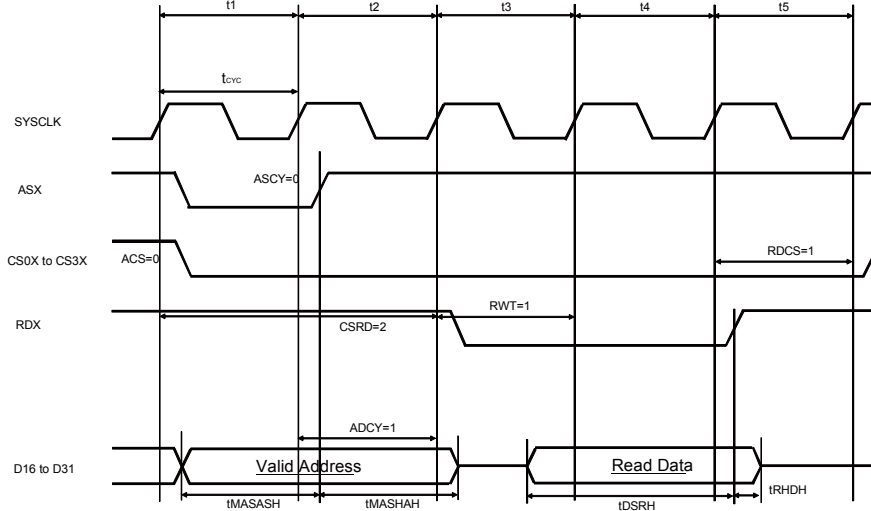 t1 t2 t3 t4 t5
tCYC
SYSCLK
ASX
ASCY=0
CS0X to CS3X
ACS=0
RDCS=1
RDX
RWT=1
CSRD=2
ADCY=1
D16 to D31
Valid Address
Read Data
tMASASH
tMASHAH
tDSRH
tRHDH